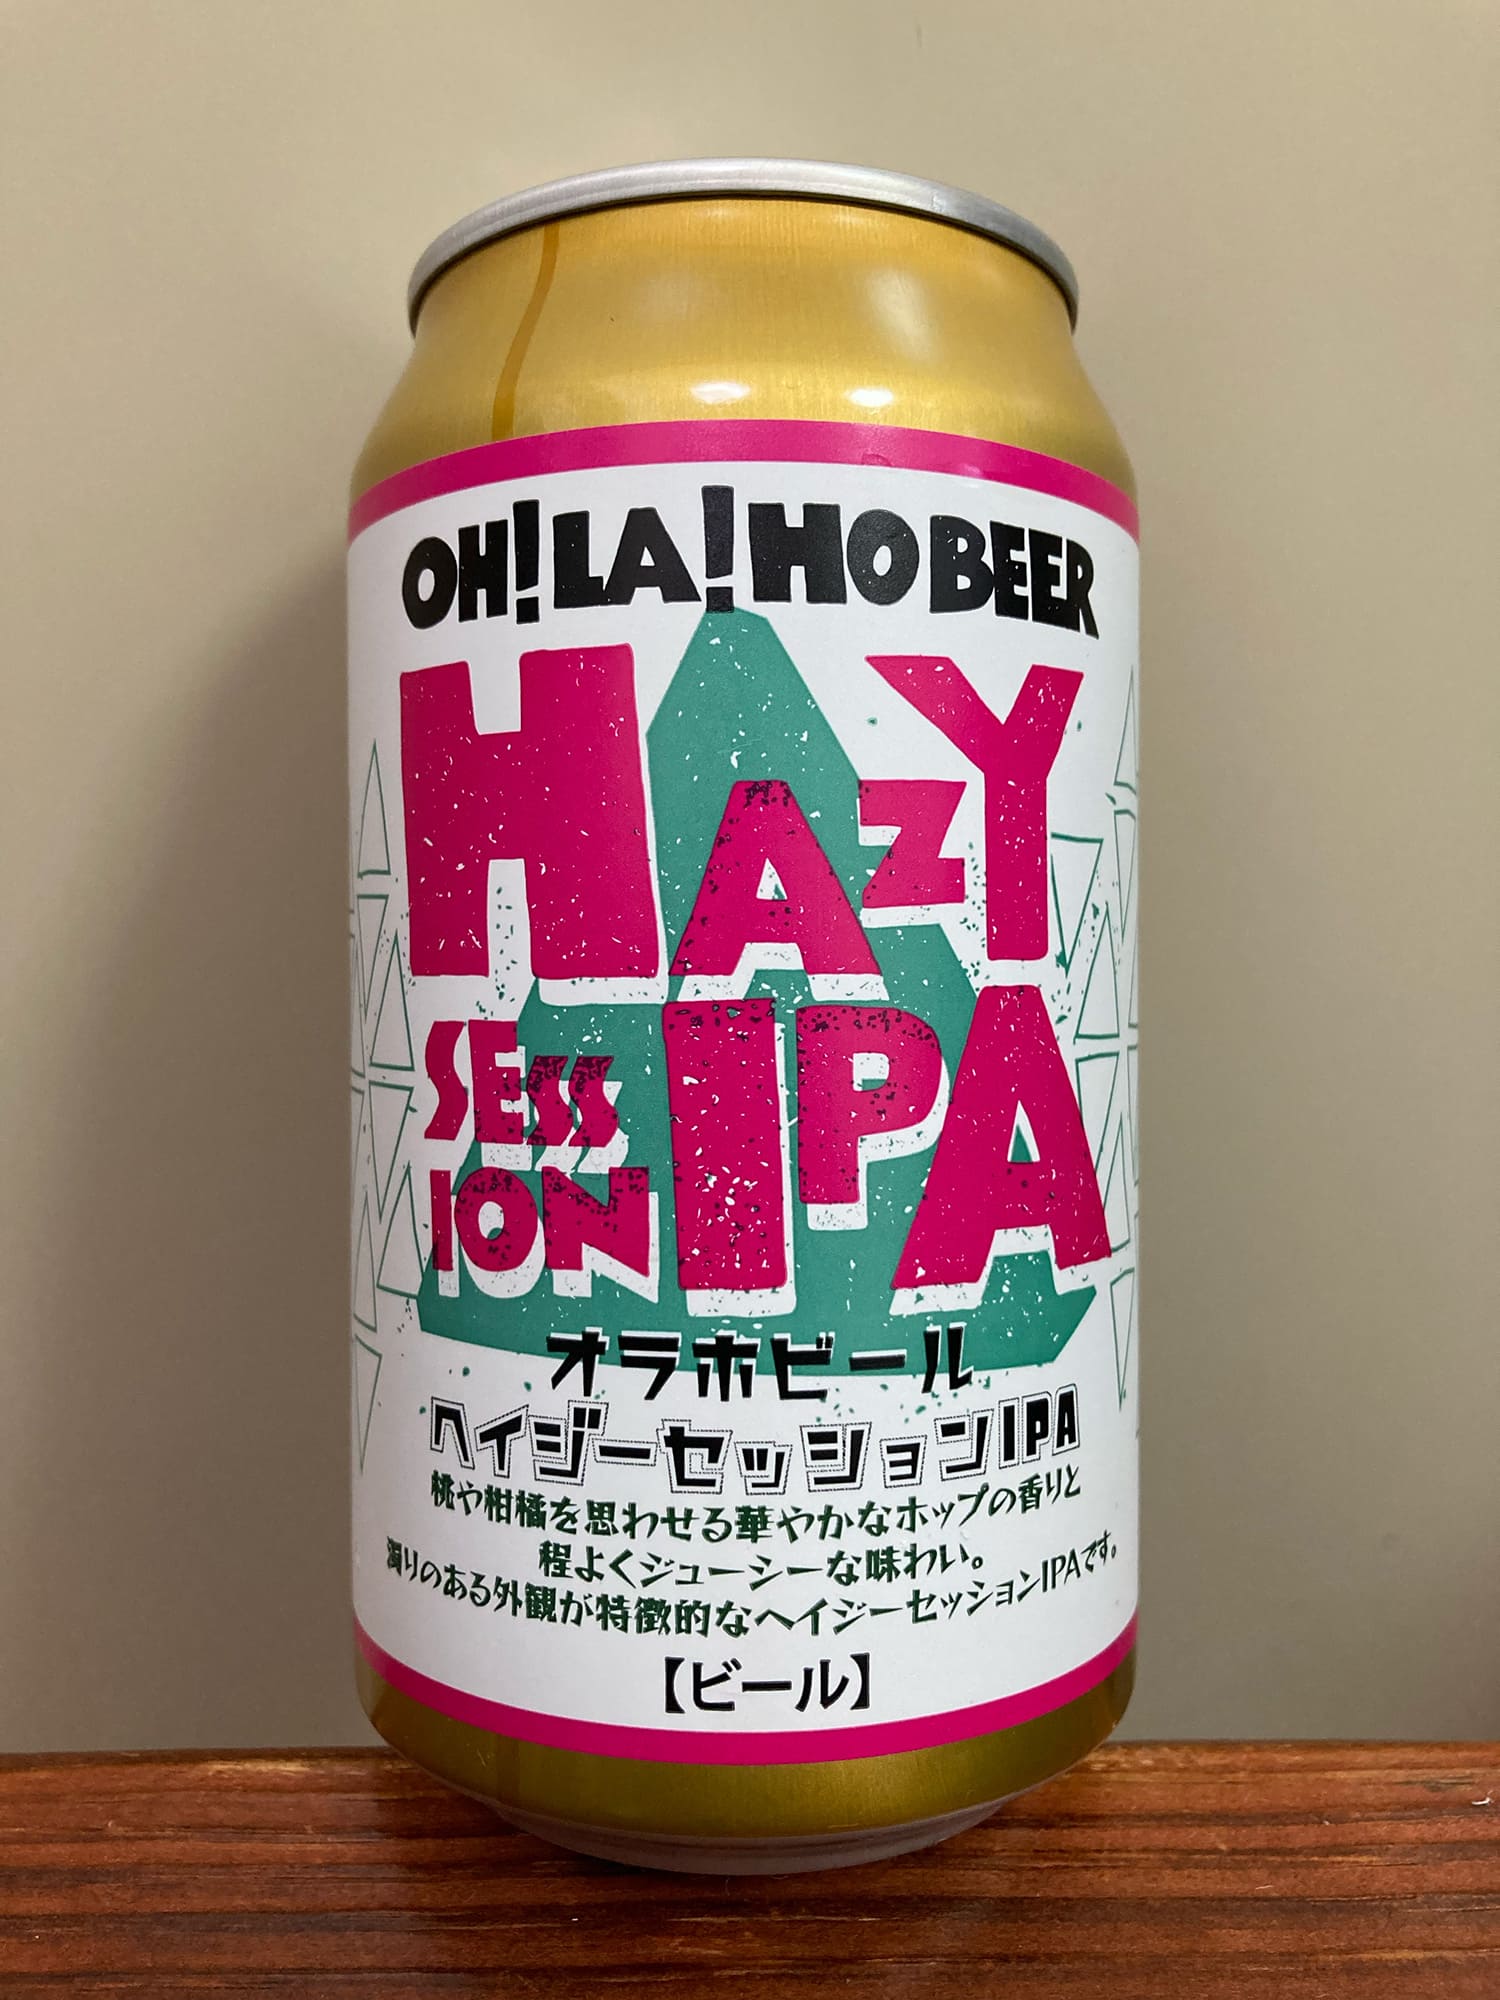 OH!LA!HO BEER
HAZY
SESSION IPA
オラホビール
ヘイジーセッションIPA
桃や柑橘を思わせる華やかなホップの香りと
程よくジューシーな味わい。
濁りのある外観が特徴的なヘイジーセッションIPAです。
【ビール】